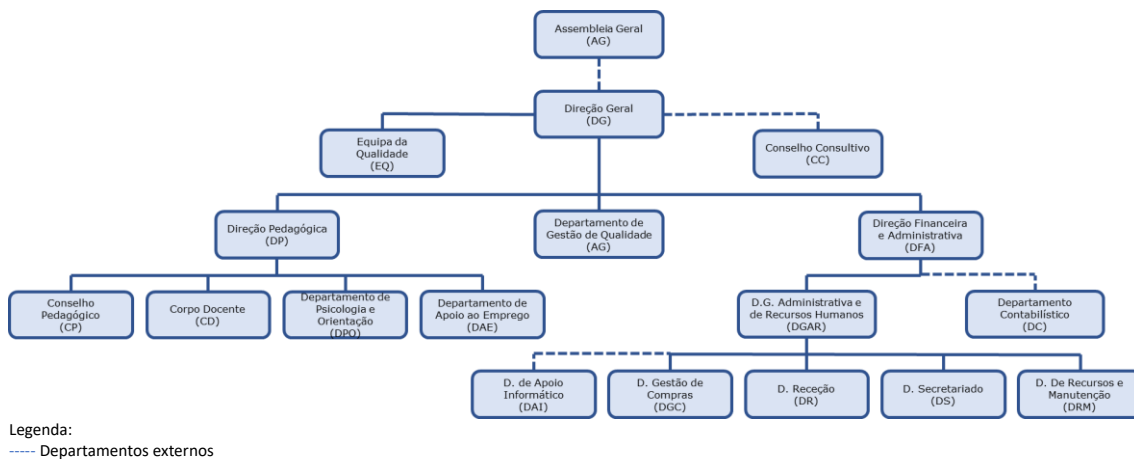 Assembleia Geral
(AG)
Direção Geral
(DG)
Equipa da
Qualidade
(EQ)
Conselho Consultivo
(CC)
Direção Pedagógica
(DP)
Departamento de
Gestão de Qualidade
(AG)
Direção Financeira
e Administrativa
(DFA)
Conselho
Pedagógico
(CP)
Corpo Docente
(CD)
Departamento de
Psicologia e
Orientação
(DPO)
Departamento de
Apoio ao Emprego
(DAE)
D.G. Administrativa e
de Recursos Humanos
(DGAR)
Departamento
Contabilístico
(DC)
D. de Apoio
Informático
(DAI)
D. Gestão de
Compras
(DGC)
D. Receção
(DR)
D. Secretariado
(DS)
D. De Recursos e
Manutenção
(DRM)
Legenda:
----- Departamentos externos